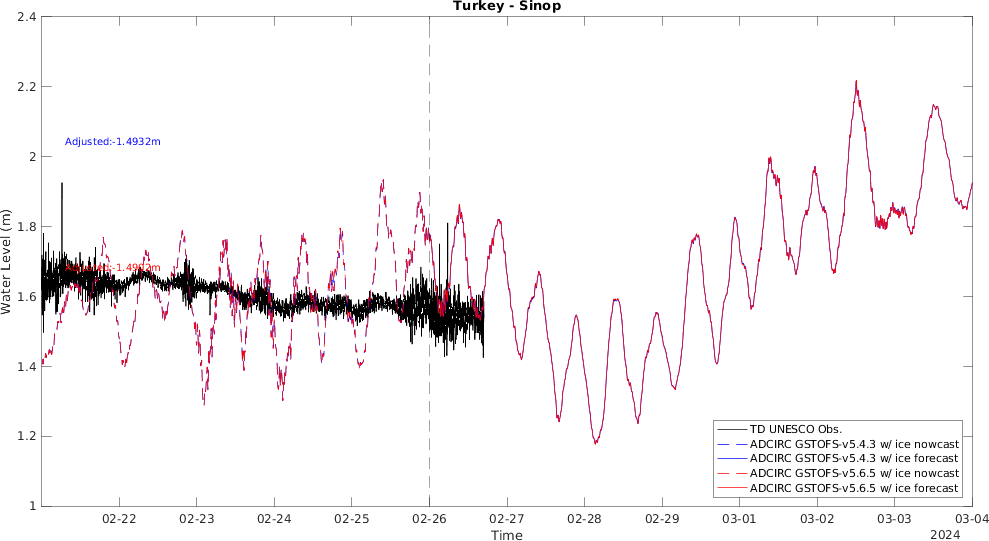 Turkey - Sinop
2.4
2.2
2
1.8
1.6
1.4
1.2
1
Water Level (m)
Adjusted:-1.4932m
02-22
02-23
02-24
02-25
02-26
02-27
02-28
02-29
03-01
03-02
03-03
03-04
Time
2024
TD UNESCO Obs.
ADCIRC GSTOFS-v5.4.3 w/ ice nowcast
ADCIRC GSTOFS-v5.4.3 w/ ice forecast
ADCIRC GSTOFS-v5.6.5 w/ ice nowcast
ADCIRC GSTOFS-v5.6.5 w/ ice forecast